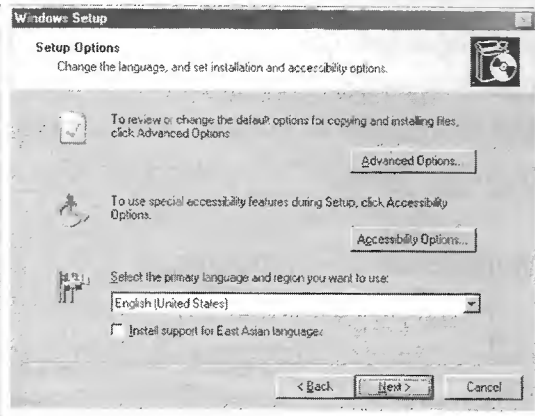 Windows Setup
Setup Options
Change the language, and set installation and accessibility options.
To review or change the default options for copying and installing files,
click Advanced Options
Advanced Options...
To use special accessibility features during Setup, click Accessibility
Options.
Accessibility Options...
Select the primary language and region you want to use:
English (United States)
Install support for East Asian languages
< Back
Next >
Cancel